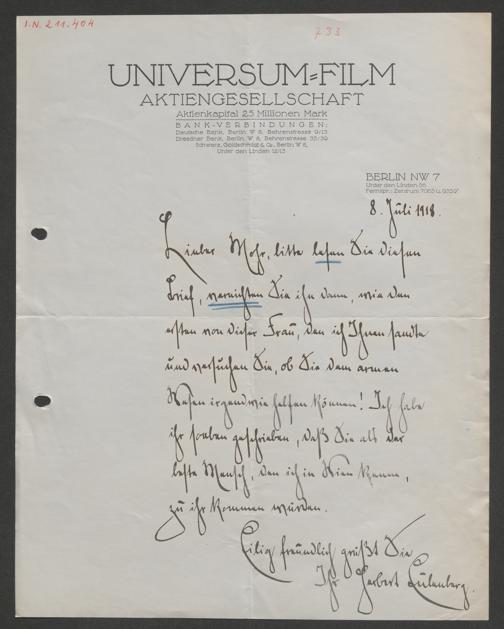 I.N. 211.404
733
UNIVERSUM=FILM
AKTIENGESELLSCHAFT
Aktienkapital 25 Millionen Mark
BANK-VERBINDUNGEN:
Deutsche Bank, Berlin W 8, Behrenstrasse 9/13
Dresdner Bank, Berlin, W 8, Behrenstrasse 35/39
Schwarz, Goldschmidt & Co., Berlin W 8,
Unter den Linden 12/13
BERLIN NW 7
Unter den Linden 56
Fernspr.: Zentrum
8. Juli 1918.
Lieber Mohr, bitte lesen Sie diesen
Brief, vernichten Sie ihn dann, wie den
ersten von dieser Frau, den ich Ihnen sandte
und versuchen Sie, ob Sie dem armen
Wesen irgendwie helfen können! Ich habe
ihr soeben geschrieben, daß Sie als der
beste Mensch, den ich in Wien kenne,
zu ihr kommen würden.
Eilig freundlich grüßt Sie
Ihr Herbert Eulenberg.